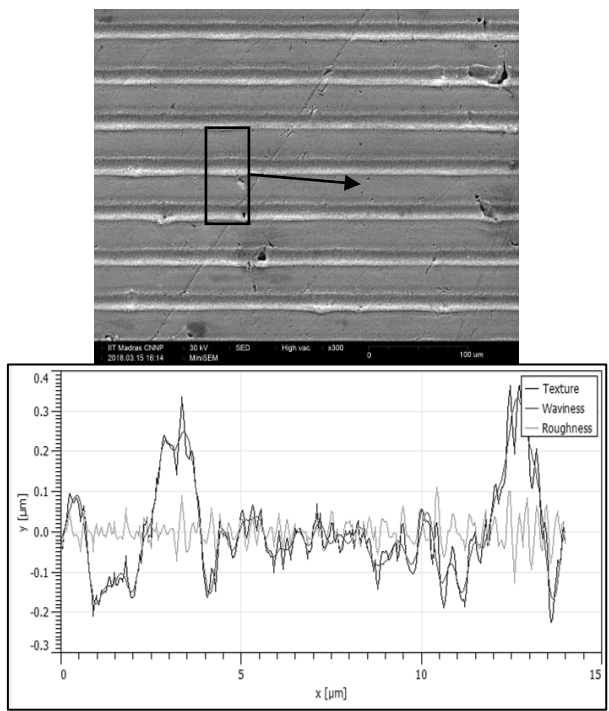 IIT Madras CNNP 30 kV SED High vac. x300 0 100 um
2018.03.15 16:14 MiniSEM
0.4
0.3
0.2
0.1
0.0
-0.1
-0.2
-0.3
y [µm]
Texture
Waviness
Roughness
0 5 10 15
x [µm]